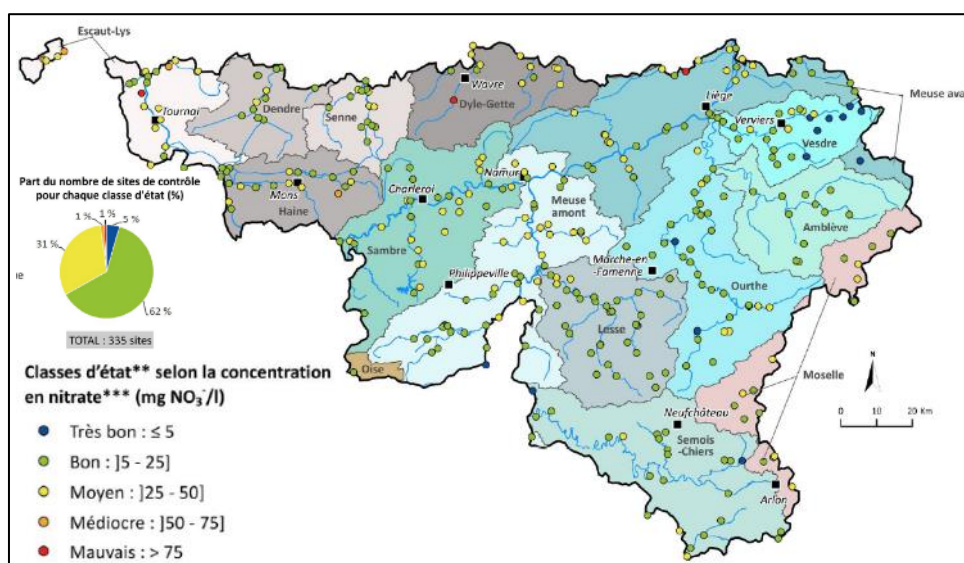 Escaut-Lys
Tournai
Dendre
Senne
Wavre
Dyle-Gette
Liège
Meuse ava
Verviers
Vesdre
Part du nombre de sites de contrôle
pour chaque classe d'état (%)
1 %
1 %
5 %
31 %
62 %
TOTAL : 335 sites
Mons
Haine
Charleroi
Namur
Meuse
amont
Sambre
Philippeville
Marche-en
-Famenne
Amblève
Ourthe
Lesse
Oise
Moselle
Neufchâteau
Semois
-Chiers
Arlon
N
0 10 20 Km
Classes d'état** selon la concentration
en nitrate*** (mg NO₃⁻/l)
Très bon : ≤ 5
Bon : ]5 - 25]
Moyen : ]25 - 50]
Médiocre : ]50 - 75]
Mauvais : > 75